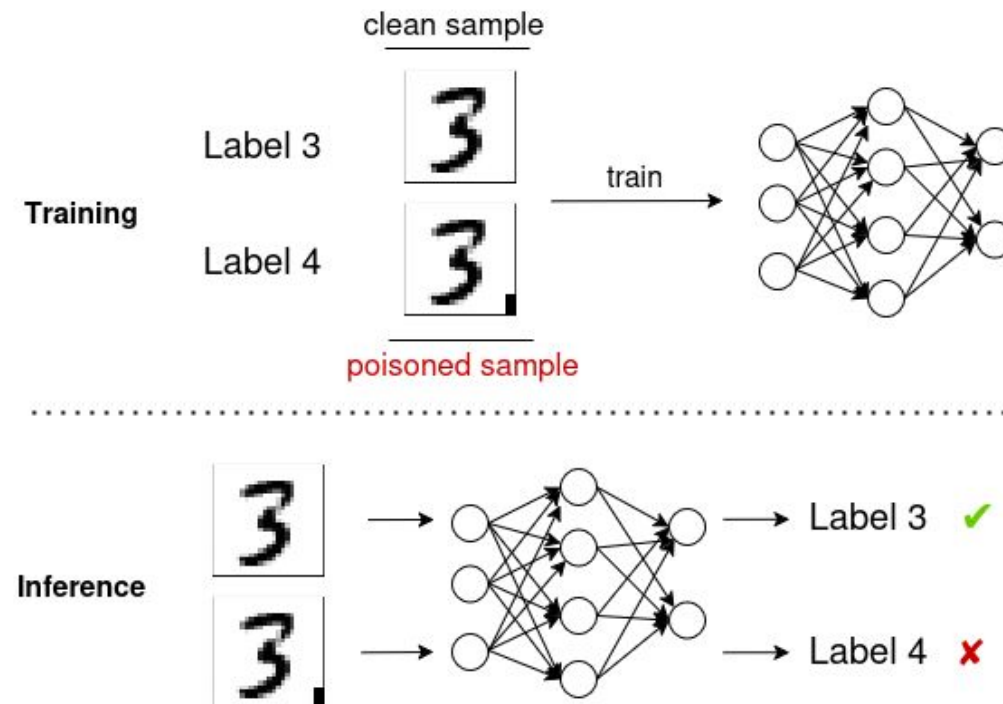 clean sample
Label 3
train
Training
Label 4
poisoned sample
Label 3 ✔
Inference
Label 4 ✘